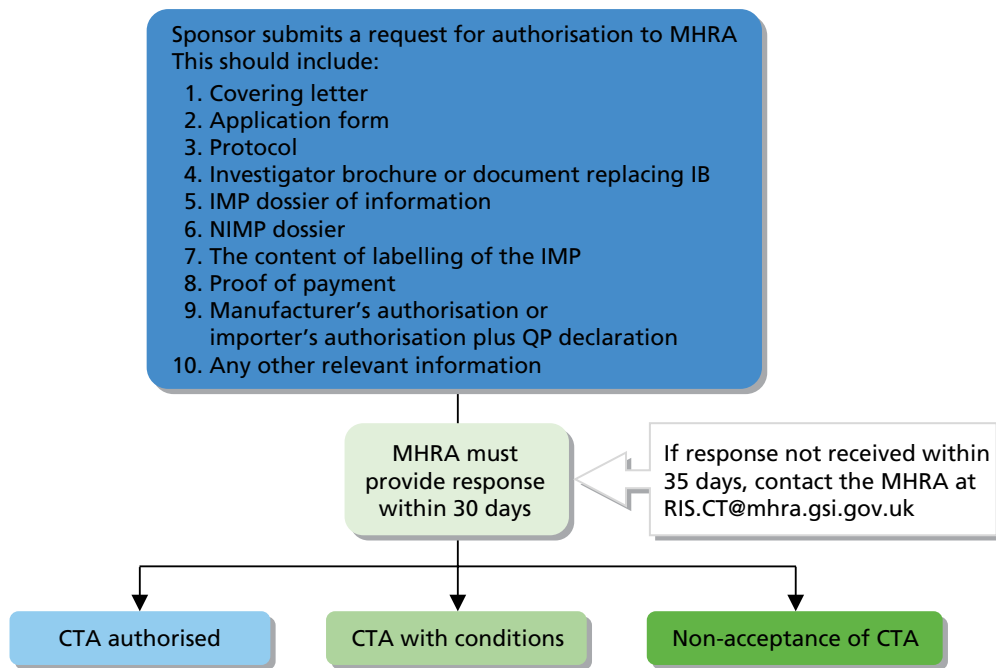 Sponsor submits a request for authorisation to MHRA
This should include:
1. Covering letter
2. Application form
3. Protocol
4. Investigator brochure or document replacing IB
5. IMP dossier of information
6. NIMP dossier
7. The content of labelling of the IMP
8. Proof of payment
9. Manufacturer’s authorisation or
importer’s authorisation plus QP declaration
10. Any other relevant information
MHRA must
provide response
within 30 days
If response not received within
35 days, contact the MHRA at
RIS.CT@mhra.gsi.gov.uk
CTA authorised
CTA with conditions
Non-acceptance of CTA